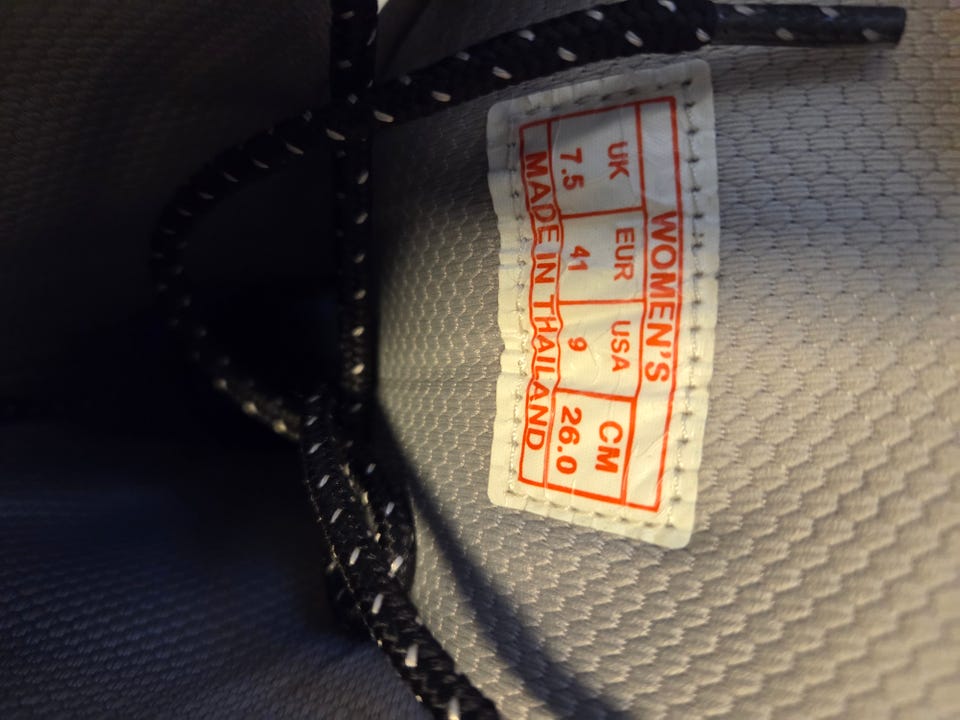 WOMEN'S
UK EUR USA CM
7.5 41 9 26.0
MADE IN THAILAND